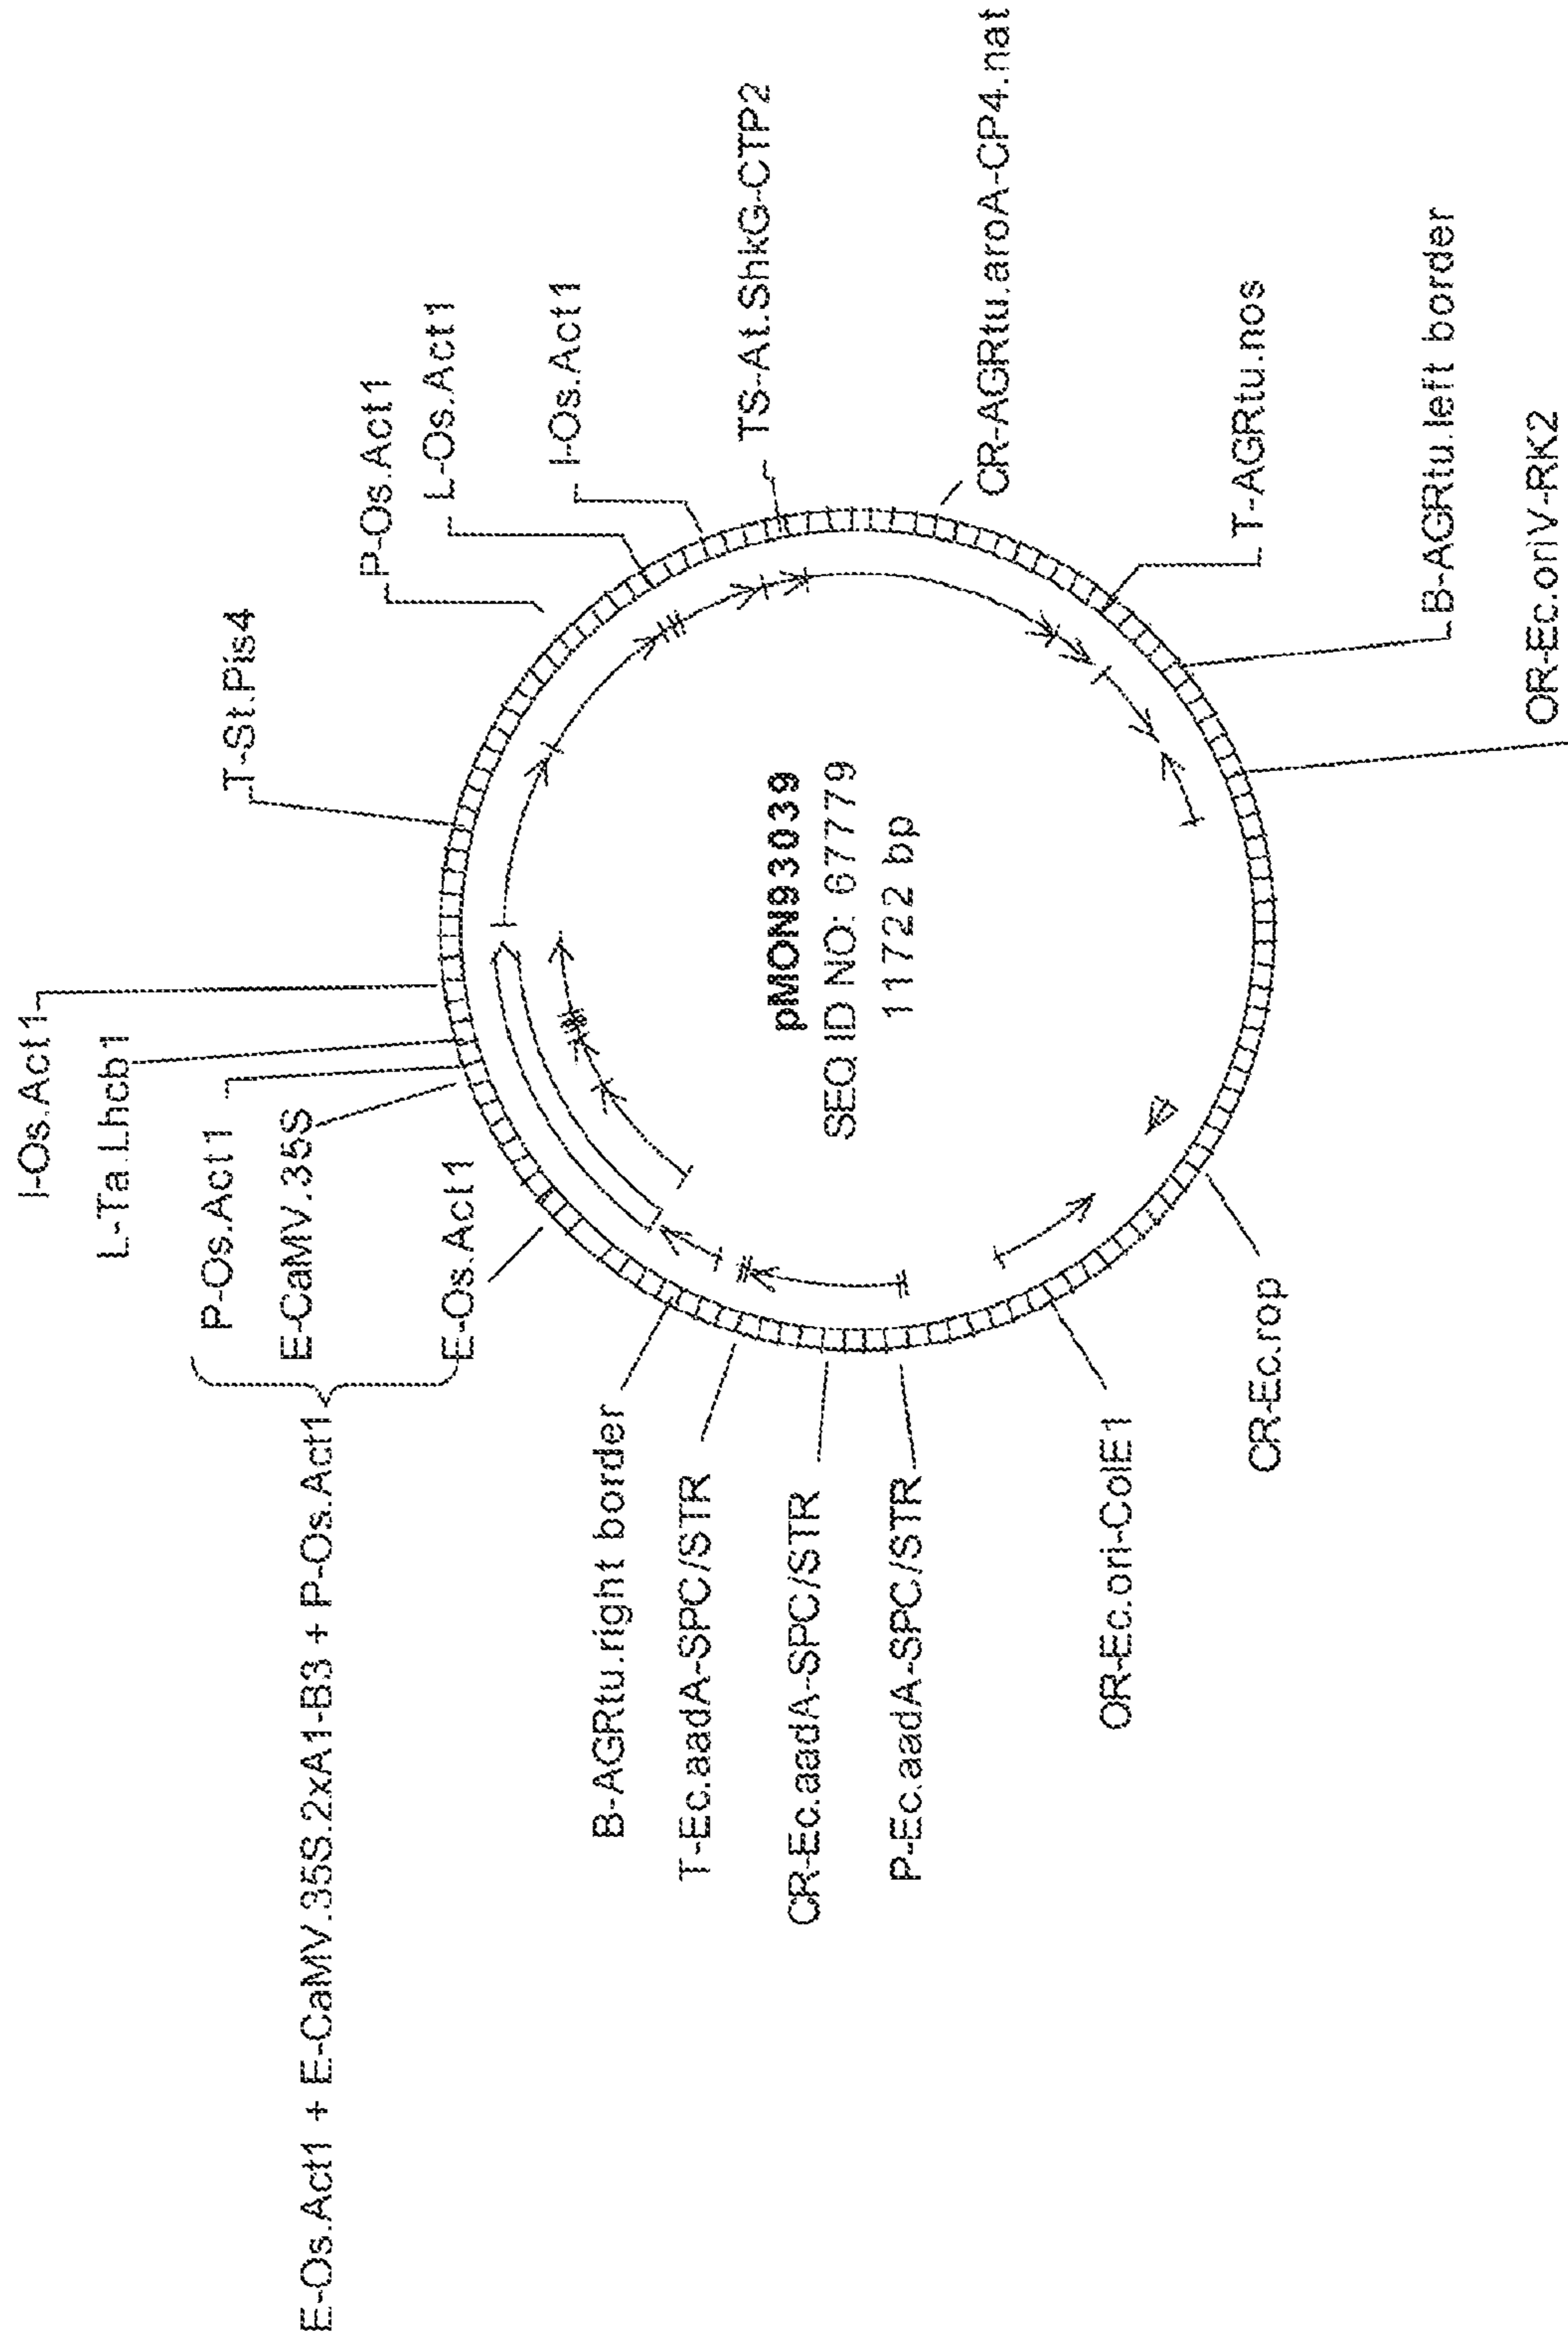 I-Os.Act1
L-Ta.Lhcb1
P-Os.Act1
E-CaMV.35S
E-Os.Act1
E-Os.Act1 + E-CaMV.35S.2xA1-B3 + P-Os.Act1
T-St.Pis4
P-Os.Act1
L-Os.Act1
I-Os.Act1
TS-At.ShkG-CTP2
CR-AGRtu.aroA-CP4.nat
T-AGRtu.nos
B-AGRtu.left border
OR-Ec.oriV-RK2
pMON93039
SEQ ID NO: 67779
11722 bp
B-AGRtu.right border
T-Ec.aadA-SPC/STR
CR-Ec.aadA-SPC/STR
P-Ec.aadA-SPC/STR
OR-Ec.ori-ColE1
CR-Ec.rop